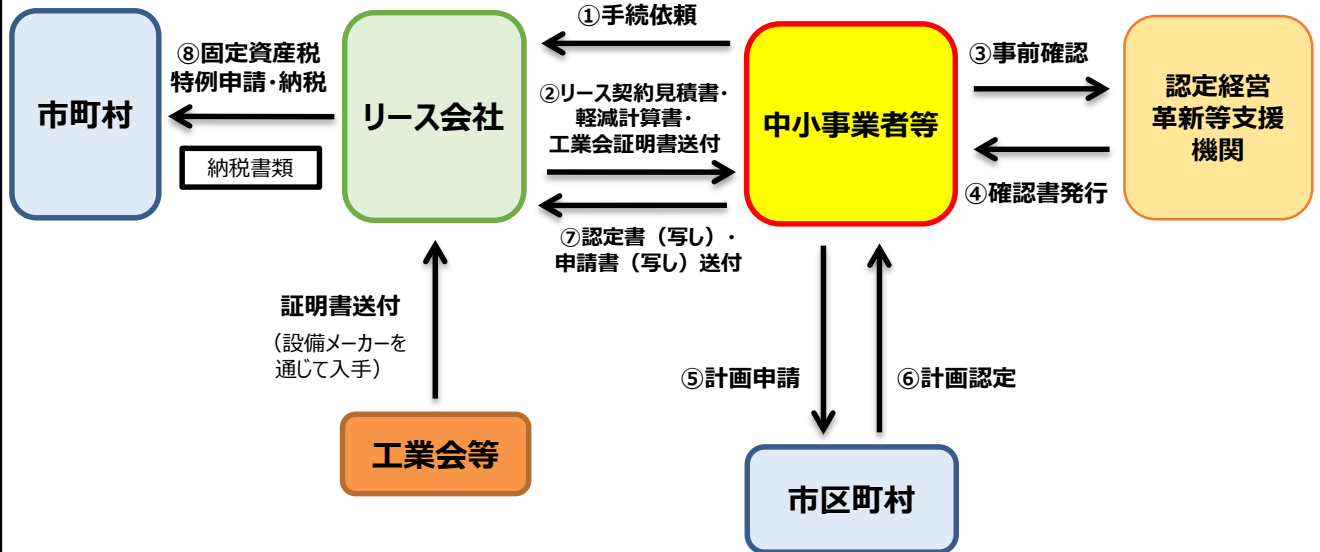 ①手続依頼
⑧固定資産税
特例申請・納税
市町村
納税書類
リース会社
②リース契約見積書・
軽減計算書・
工業会証明書送付
⑦認定書（写し）・
申請書（写し）送付
中小事業者等
③事前確認
④確認書発行
認定経営
革新等支援
機関
証明書送付
（設備メーカーを
通じて入手）
工業会等
⑤計画申請
⑥計画認定
市区町村